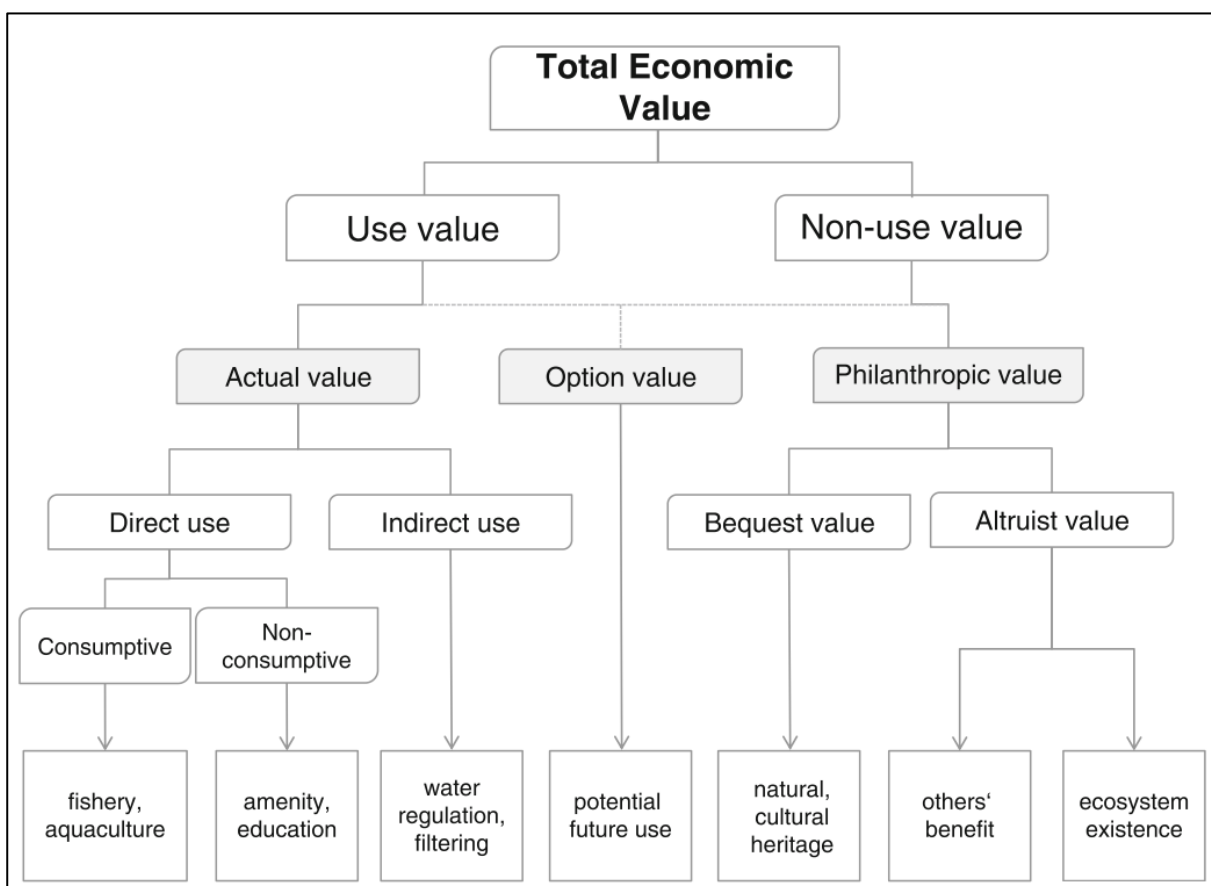 Total Economic
Value
Use value
Non-use value
Actual value
Option value
Philanthropic value
Direct use
Indirect use
Bequest value
Altruist value
Consumptive
Non-
consumptive
fishery,
aquaculture
amenity,
education
water
regulation,
filtering
potential
future use
natural,
cultural
heritage
others‘
benefit
ecosystem
existence